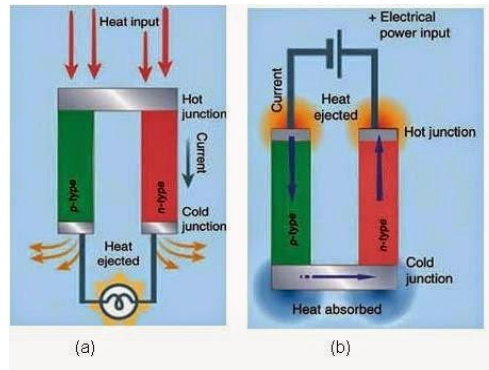 Heat input
Hot
junction
Current
p-type
n-type
Cold
junction
Heat
ejected
(a)
+ Electrical
power input
Current
Heat
ejected
Hot junction
p-type
n-type
Cold
junction
Heat absorbed
(b)